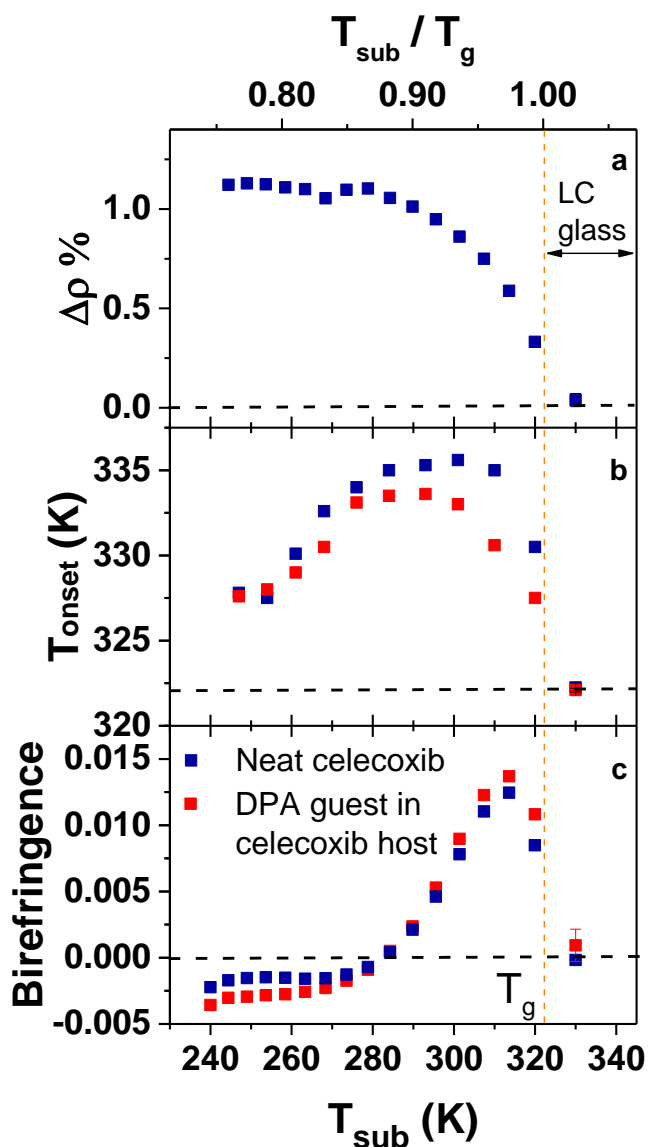 T_sub / T_g
0.80 0.90 1.00
a
LC
glass
1.0
0.5
0.0
Δρ %
b
335
330
325
320
Tonset (K)
c
Neat celecoxib
DPA guest in
celecoxib host
0.015
0.010
0.005
0.000
-0.005
Birefringence
T_g
240 260 280 300 320 340
T_sub (K)